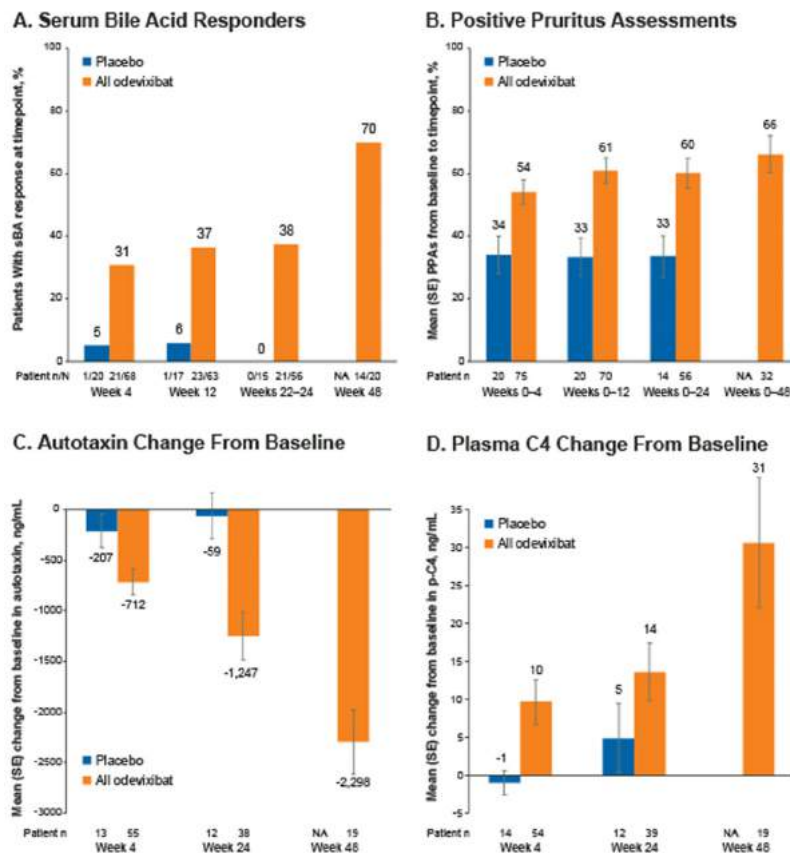 A. Serum Bile Acid Responders
Patients With sBA response at timepoint, %
100
80
60
40
20
0
Placebo
All odevixibat
5
31
6
37
0
38
70
Patient n/N 1/20 21/68 1/17 23/63 0/15 21/56 NA 14/20
Week 4 Week 12 Weeks 22–24 Week 48
B. Positive Pruritus Assessments
Mean (SE) PPAs from baseline to timepoint, %
100
80
60
40
20
0
Placebo
All odevixibat
34
54
33
61
33
60
66
Patient n 20 75 20 70 14 56 NA 32
Weeks 0–4 Weeks 0–12 Weeks 0–24 Weeks 0–48
C. Autotaxin Change From Baseline
Mean (SE) change from baseline in autotaxin, ng/mL
0
-500
-1000
-1500
-2000
-2500
-3000
-207
-712
-59
-1,247
-2,298
Placebo
All odevixibat
Patient n 13 55 12 38 NA 19
Week 4 Week 24 Week 48
D. Plasma C4 Change From Baseline
Mean (SE) change from baseline in p-C4, ng/mL
40
35
30
25
20
15
10
5
0
-5
Placebo
All odevixibat
-1
10
5
14
31
Patient n 14 54 12 39 NA 19
Week 4 Week 24 Week 48